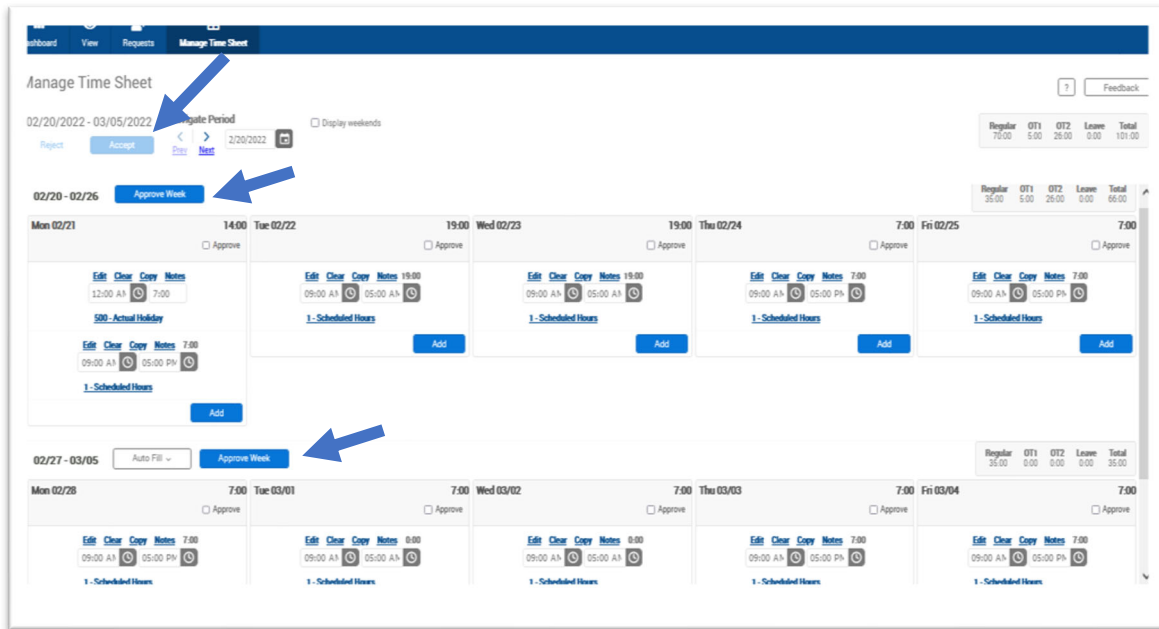 ashboard View Requests Manage Time Sheet
Manage Time Sheet
? Feedback
02/20/2022 - 03/05/2022 igate Period Display weekends
Regular OT1 OT2 Leave Total
70:00 5:00 26:00 0:00 101:00
Reject Accept Prev Next 2/20/2022
02/20 - 02/26 Approve Week
Regular OT1 OT2 Leave Total
35:00 5:00 26:00 0:00 66:00
Mon 02/21 14:00 Tue 02/22 19:00 Wed 02/23 19:00 Thu 02/24 7:00 Fri 02/25 7:00
Approve Approve Approve Approve Approve
Edit Clear Copy Notes Edit Clear Copy Notes 19:00 Edit Clear Copy Notes 19:00 Edit Clear Copy Notes 7:00 Edit Clear Copy Notes 7:00
12:00 AM 7:00 09:00 AM 05:00 AM 09:00 AM 05:00 AM 09:00 AM 05:00 PM 09:00 AM 05:00 PM
500 - Actual Holiday 1 - Scheduled Hours 1 - Scheduled Hours 1 - Scheduled Hours 1 - Scheduled Hours
Edit Clear Copy Notes 7:00 Add Add Add Add
09:00 AM 05:00 PM
1 - Scheduled Hours
Add
02/27 - 03/05 Auto Fill Approve Week
Regular OT1 OT2 Leave Total
35:00 0:00 0:00 0:00 35:00
Mon 02/28 7:00 Tue 03/01 7:00 Wed 03/02 7:00 Thu 03/03 7:00 Fri 03/04 7:00
Approve Approve Approve Approve Approve
Edit Clear Copy Notes 7:00 Edit Clear Copy Notes 0:00 Edit Clear Copy Notes 0:00 Edit Clear Copy Notes 7:00 Edit Clear Copy Notes 7:00
09:00 AM 05:00 PM 09:00 AM 05:00 AM 09:00 AM 05:00 AM 09:00 AM 05:00 PM 09:00 AM 05:00 PM
1 - Scheduled Hours 1 - Scheduled Hours 1 - Scheduled Hours 1 - Scheduled Hours 1 - Scheduled Hours